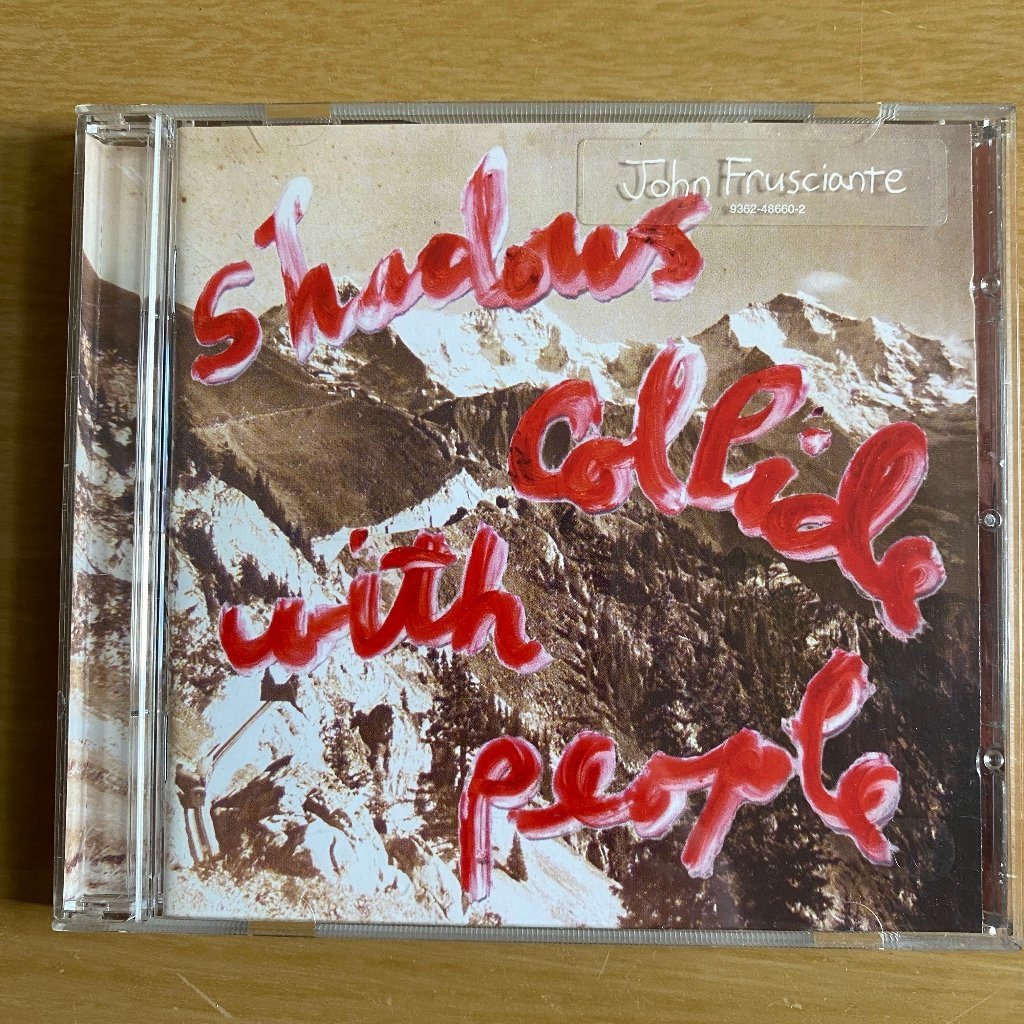 John Frusciante
9362-48660-2
Shadows
Collide
with
people